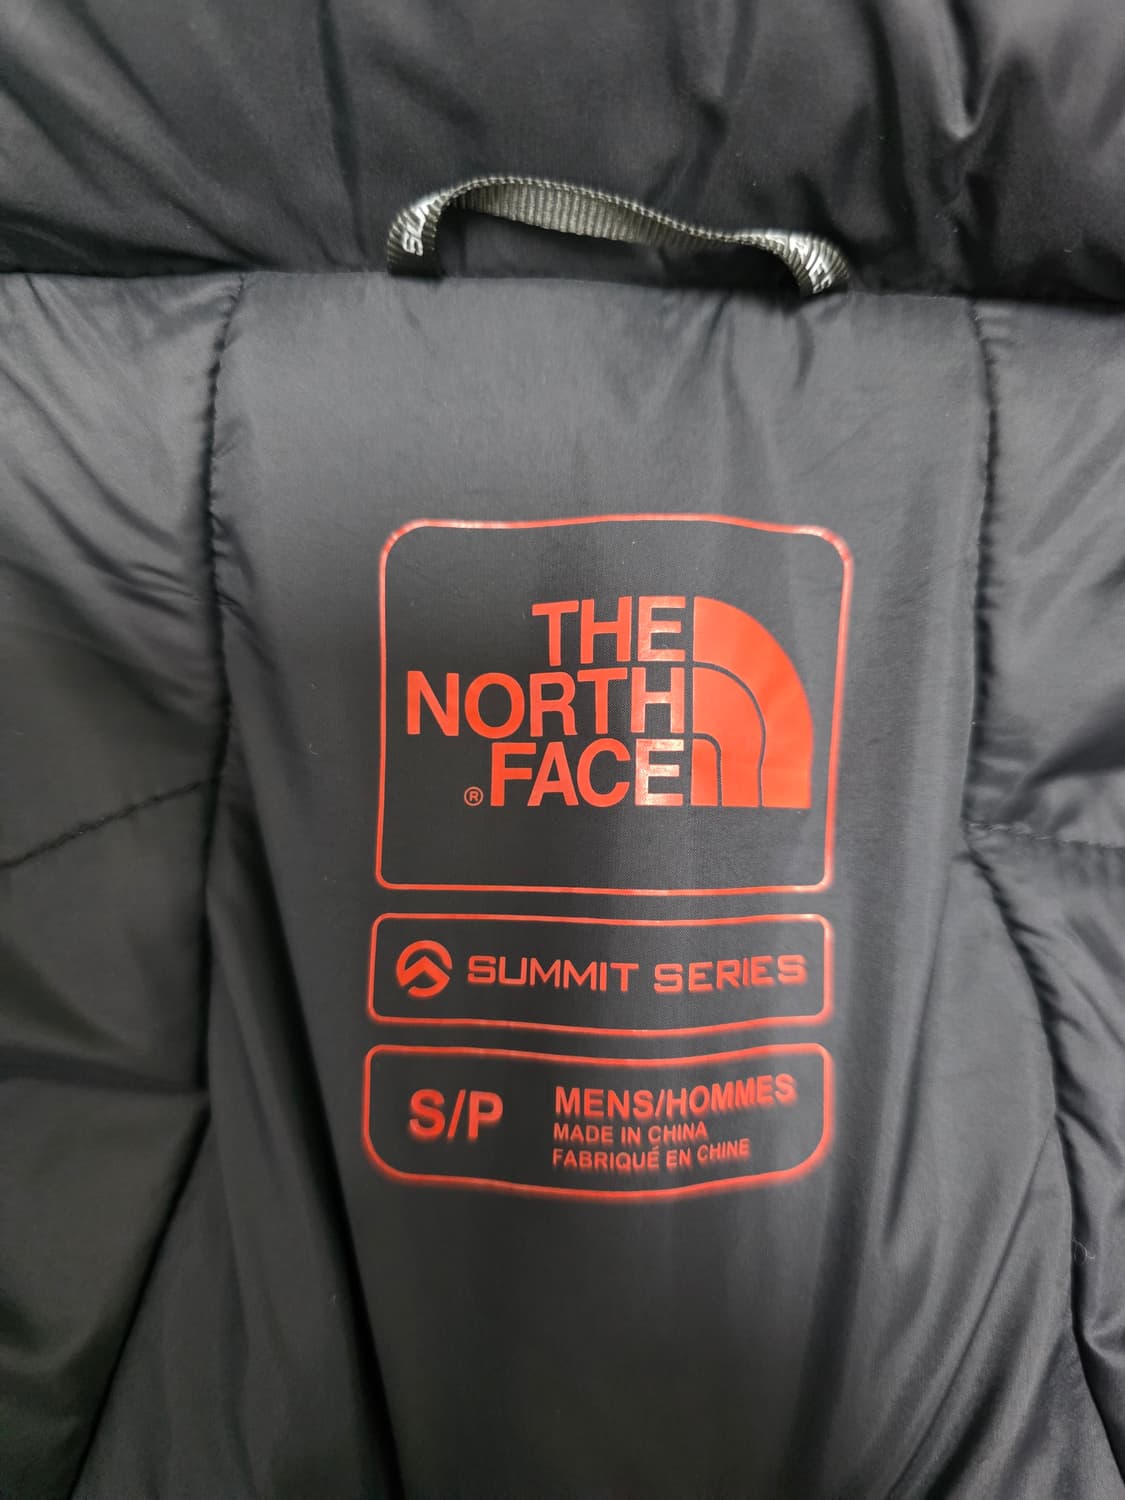 THE
NORTH
® FACE
SUMMIT SERIES
S/P
MENS/HOMMES
MADE IN CHINA
FABRIQUÉ EN CHINE